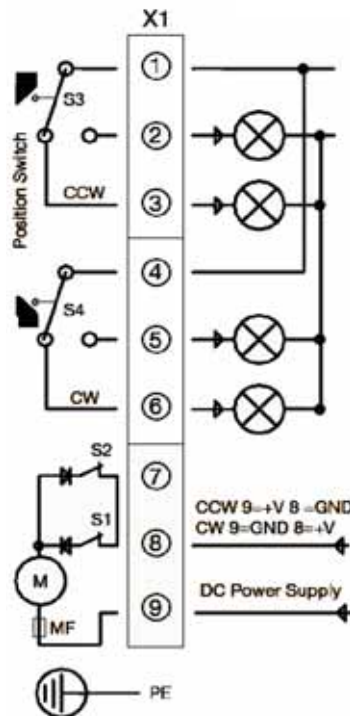 X1
1
S3
2
Position Switch
CCW
3
4
S4
5
CW
6
S2
7
CCW 9=+V 8 =GND
S1
CW 9=GND 8=+V
8
M
DC Power Supply
9
MF
PE